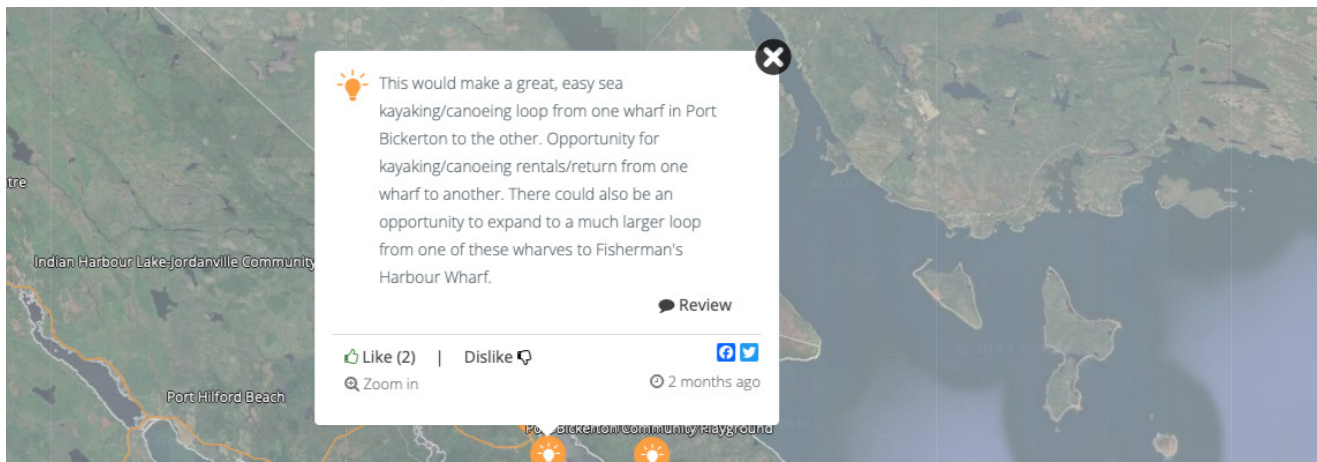 This would make a great, easy sea
kayaking/canoeing loop from one wharf in Port
Bickerton to the other. Opportunity for
kayaking/canoeing rentals/return from one
wharf to another. There could also be an
opportunity to expand to a much larger loop
from one of these wharves to Fisherman's
Harbour Wharf.
Review
Like (2) | Dislike
Zoom in
2 months ago
tre
Indian Harbour Lake-Jordanville Community
Port Hilford Beach
Port Bickerton Community Playground